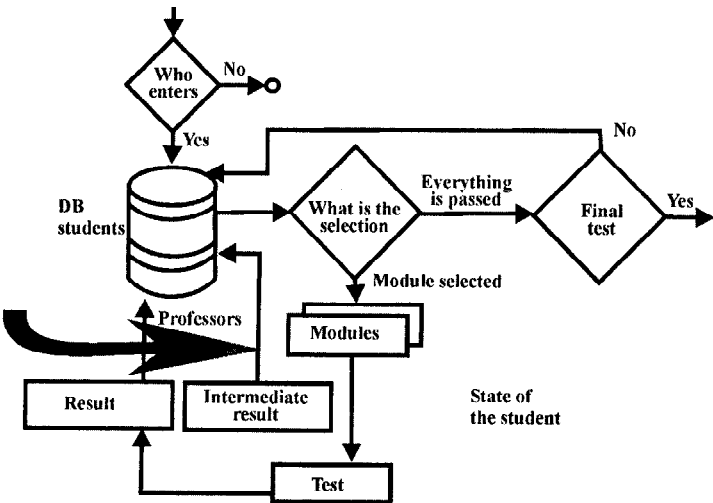 Who
enters
No
Yes
DB
students
What is the
selection
Everything
is passed
No
Final
test
Yes
Module selected
Modules
Professors
Result
Intermediate
result
State of
the student
Test